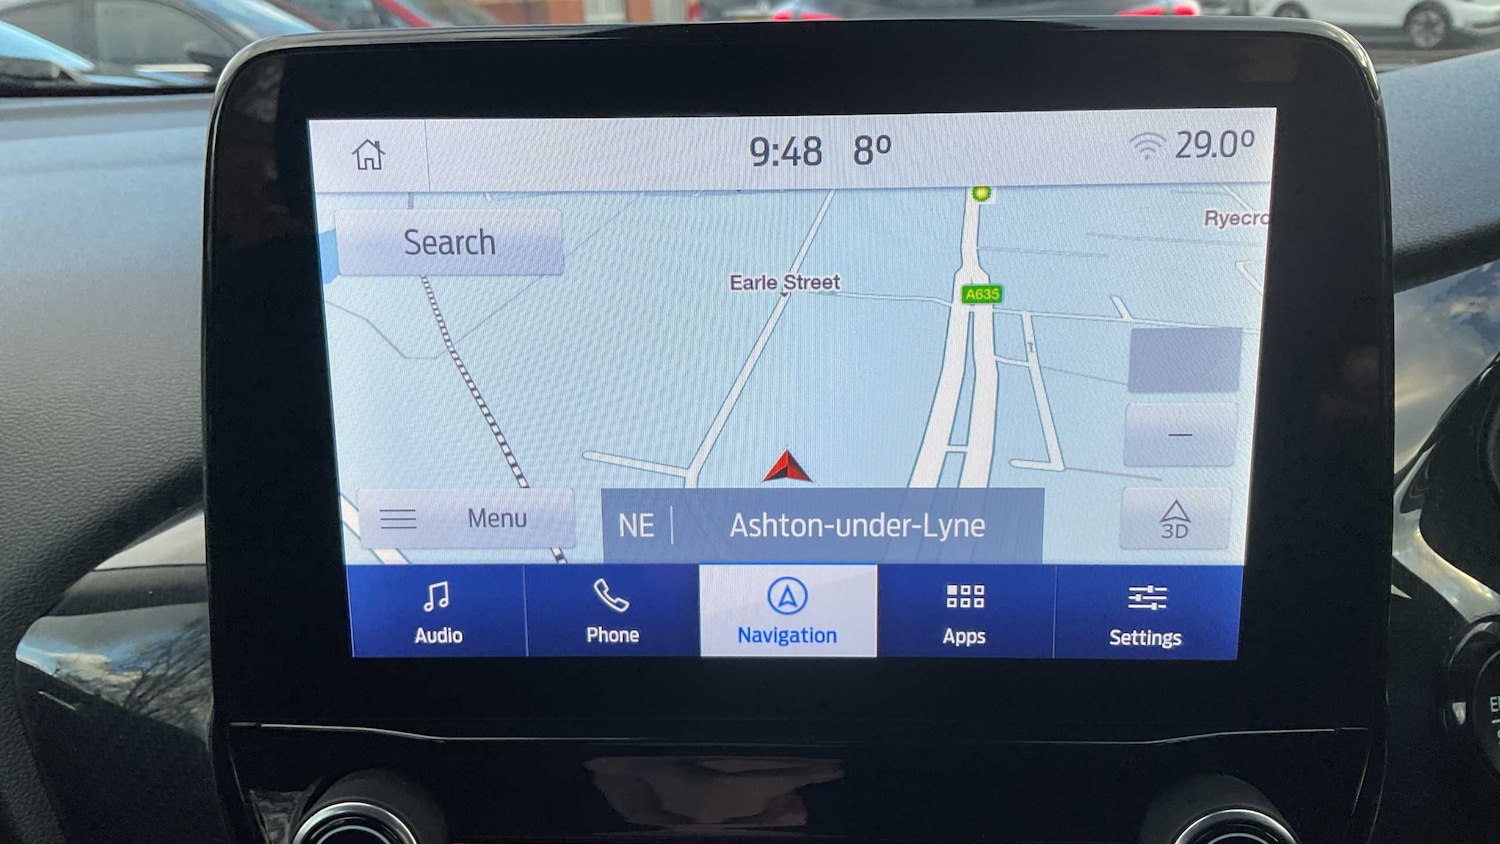 9:48 8º 29.0º
Search
Ryecro
Earle Street
A635
Menu
NE Ashton-under-Lyne
3D
Audio Phone Navigation Apps Settings